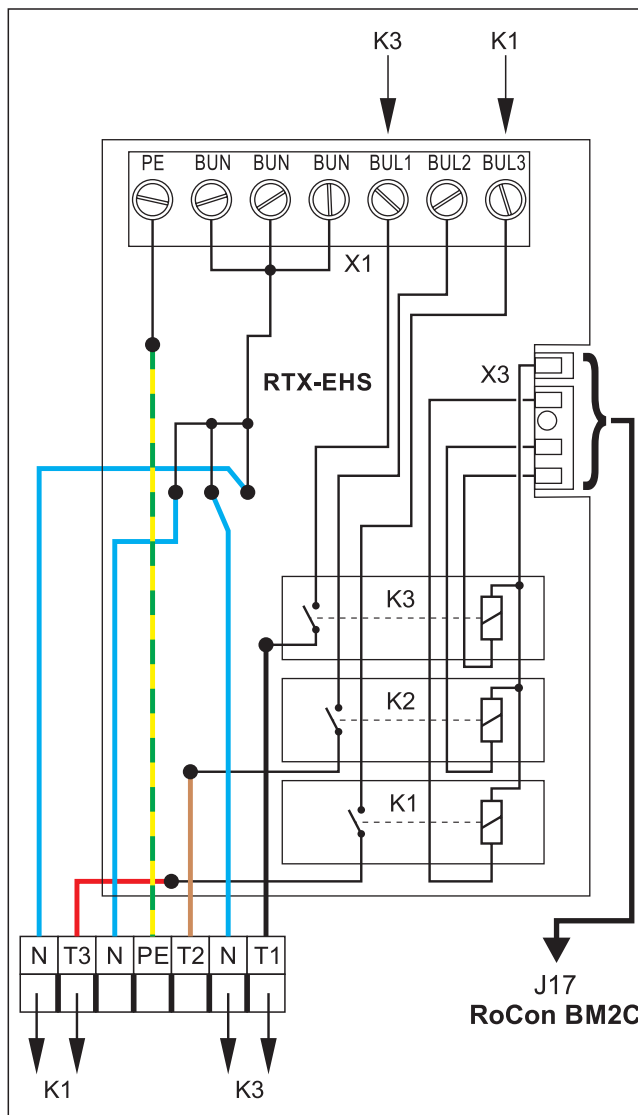 K3 K1
PE BUN BUN BUN BUL1 BUL2 BUL3
X1
RTX-EHS
X3
K3
K2
K1
N T3 N PE T2 N T1
J17
RoCon BM2C
K1 K3